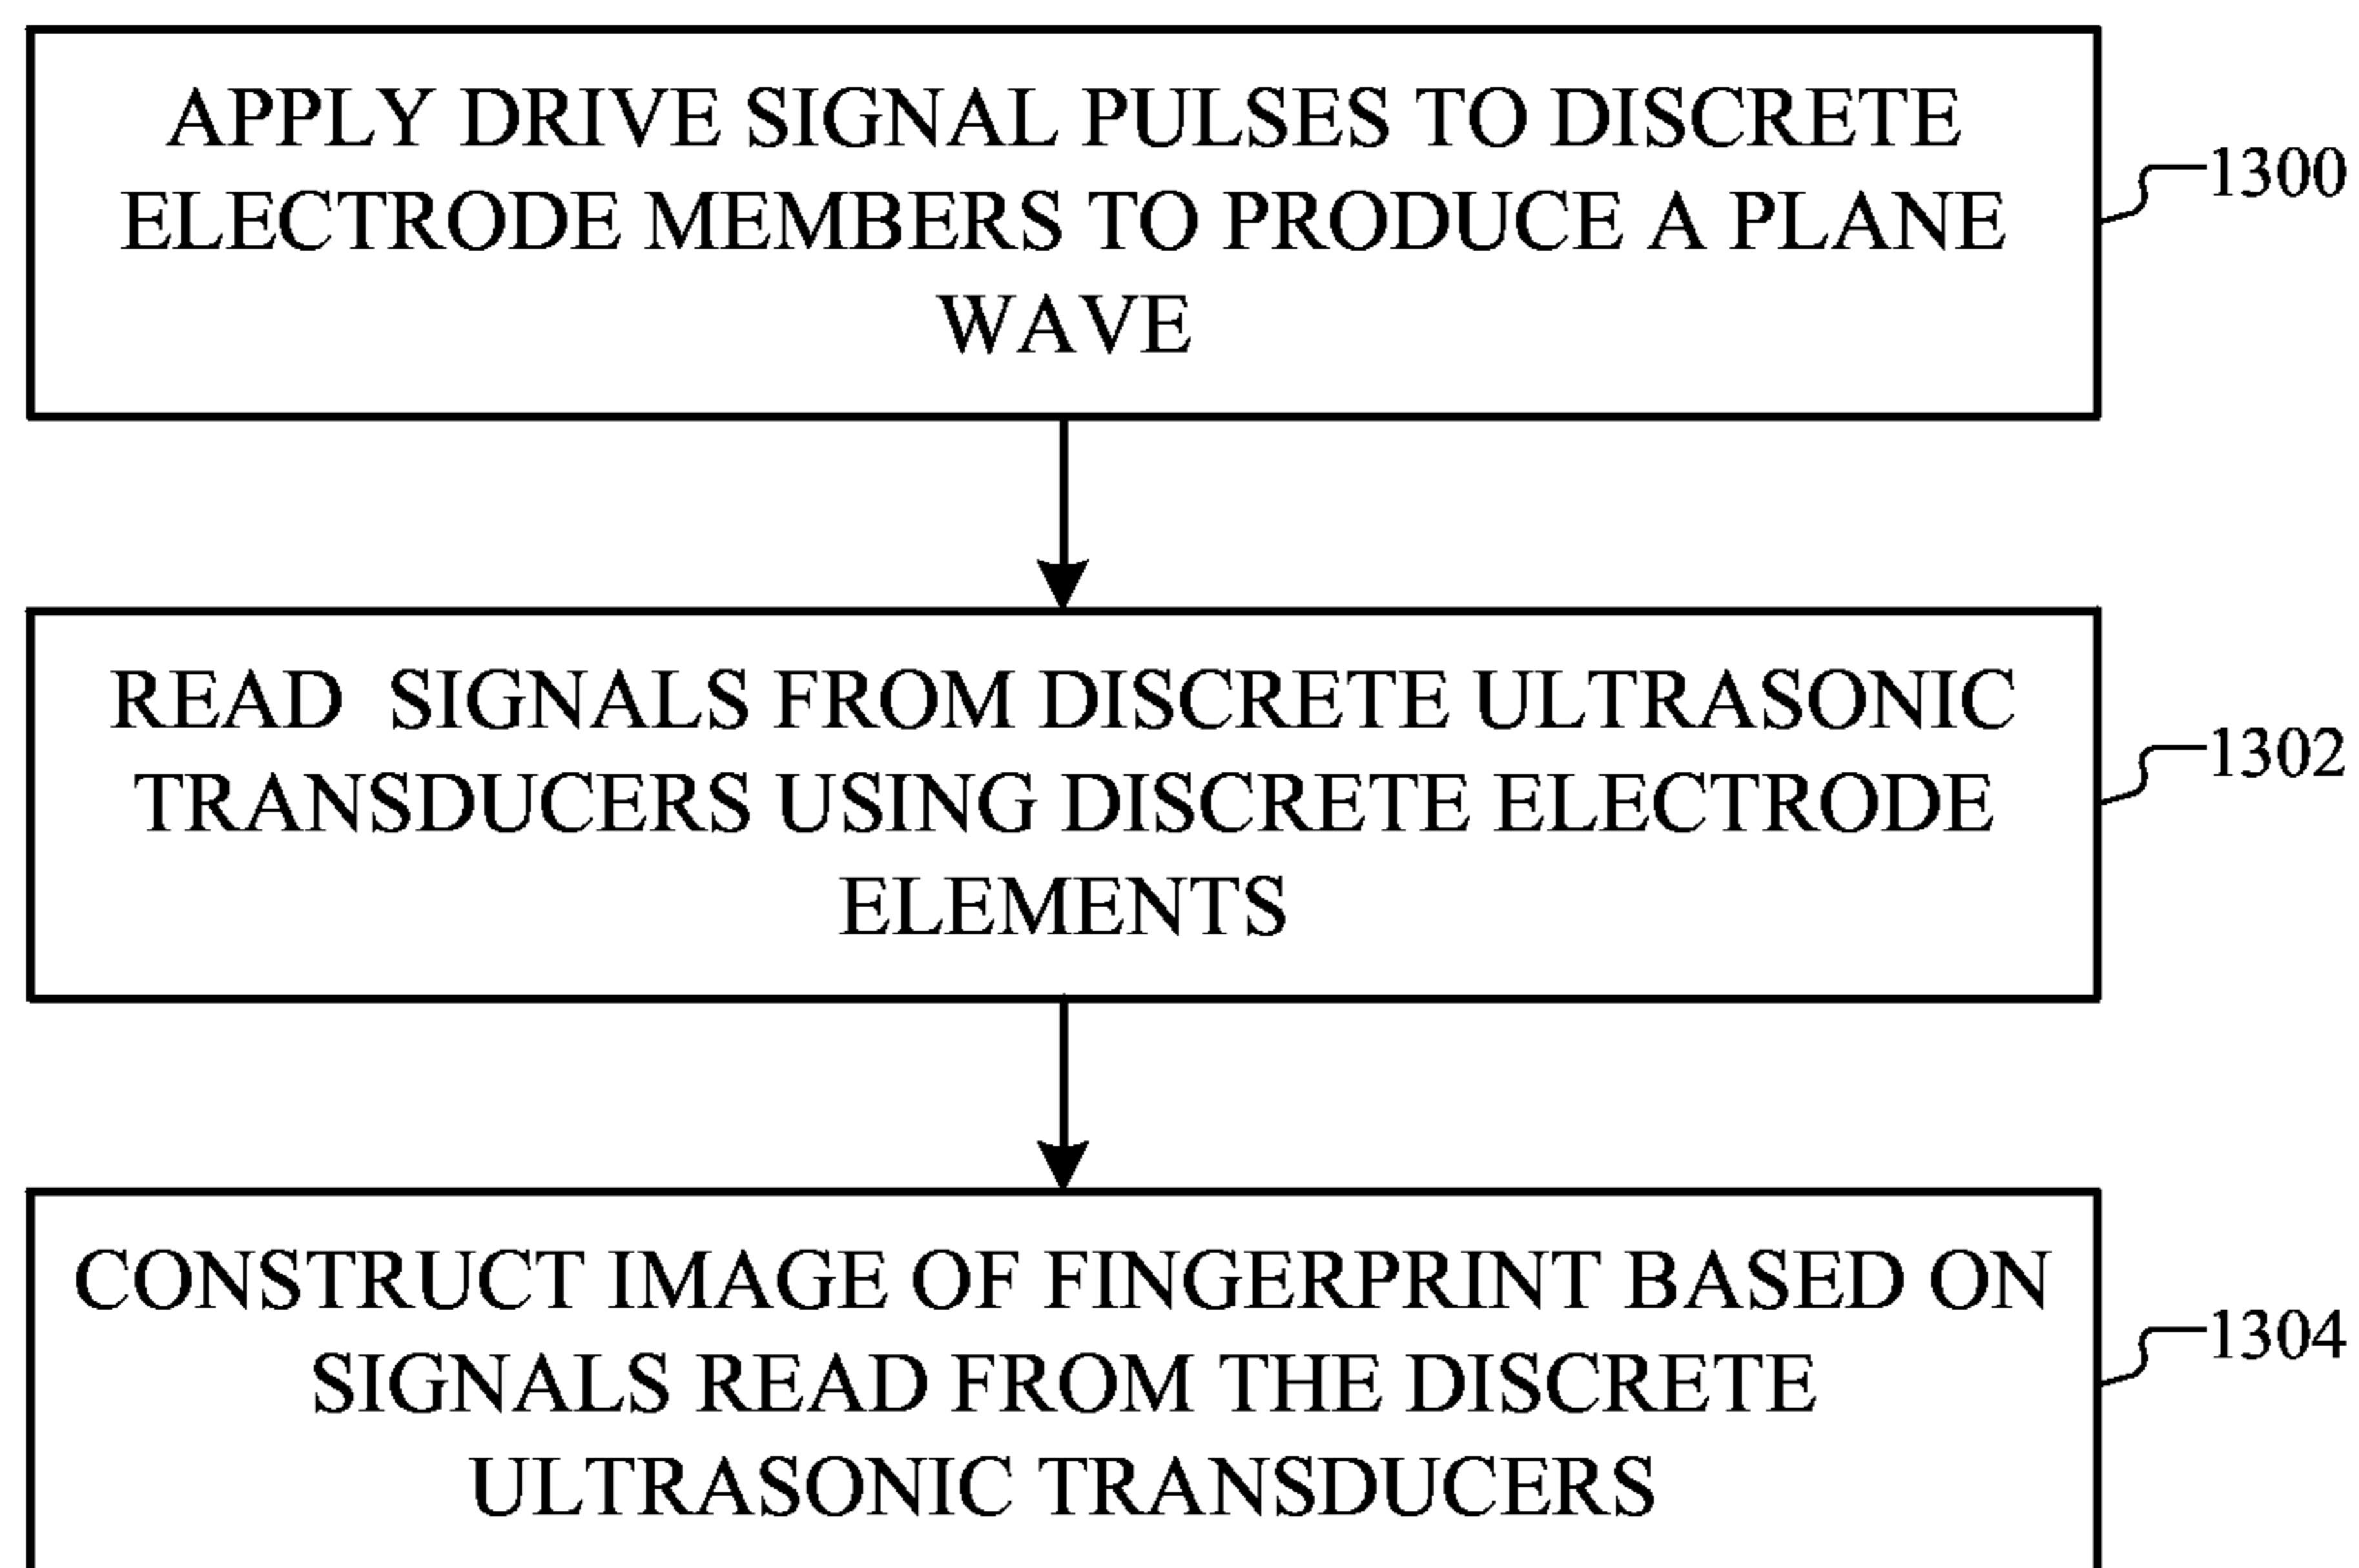 APPLY DRIVE SIGNAL PULSES TO DISCRETE
ELECTRODE MEMBERS TO PRODUCE A PLANE
WAVE
1300
READ  SIGNALS FROM DISCRETE ULTRASONIC
TRANSDUCERS USING DISCRETE ELECTRODE
ELEMENTS
1302
CONSTRUCT IMAGE OF FINGERPRINT BASED ON
SIGNALS READ FROM THE DISCRETE
ULTRASONIC TRANSDUCERS
1304